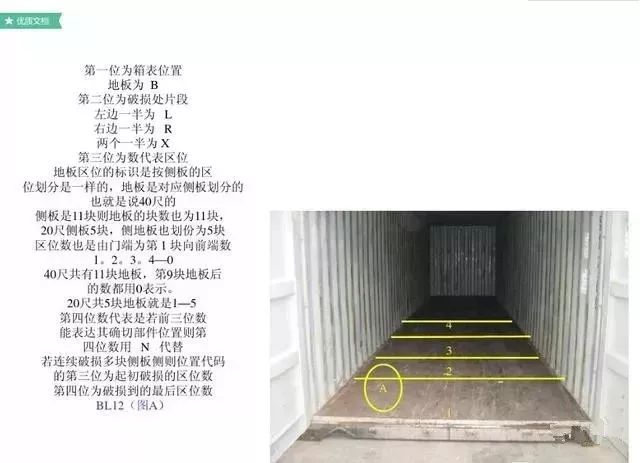 优质文档
第一位为箱表位置
地板为 B
第二位为破损处片段
左边一半为 L
右边一半为 R
两个一半为 X
第三位为数代表区位
地板区位的标识是按侧板的区
位划分是一样的，地板是对应侧板划分的
也就是说40尺的
侧板是11块则地板的块数也为11块，
20尺侧板5块，侧地板也划份为5块
区位数也是由门端为第 1 块向前端数
1。2。3。4—0
40尺共有11块地板，第9块地板后
的数都用0表示。
20尺共5块地板就是1—5
第四位数代表是若前三位数
能表达其确切部件位置则第
四位数用 N 代替
若连续破损多块侧板侧则位置代码
的第三位为起初破损的区位数
第四位为破损到的最后区位数
BL12（图A）
4
3
2
A
1